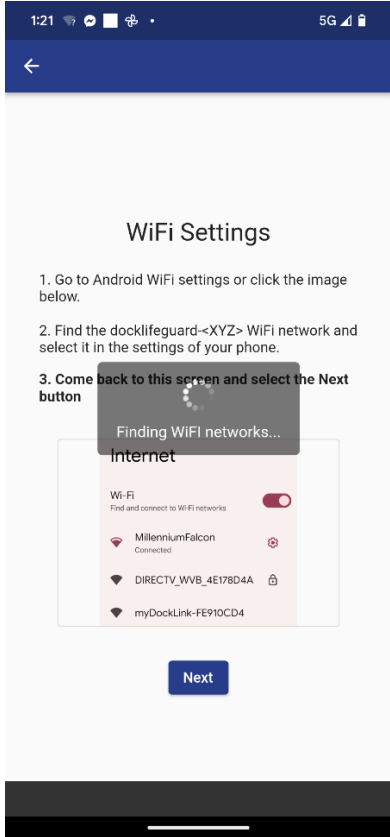 1:21
5G
WiFi Settings
1. Go to Android WiFi settings or click the image
below.
2. Find the docklifeguard-<XYZ> WiFi network and
select it in the settings of your phone.
3. Come back to this screen and select the Next
button
Finding WiFI networks...
Internet
Wi-Fi
Find and connect to Wi-Fi networks
MillenniumFalcon
Connected
DIRECTV_WVB_4E178D4A
myDockLink-FE910CD4
Next